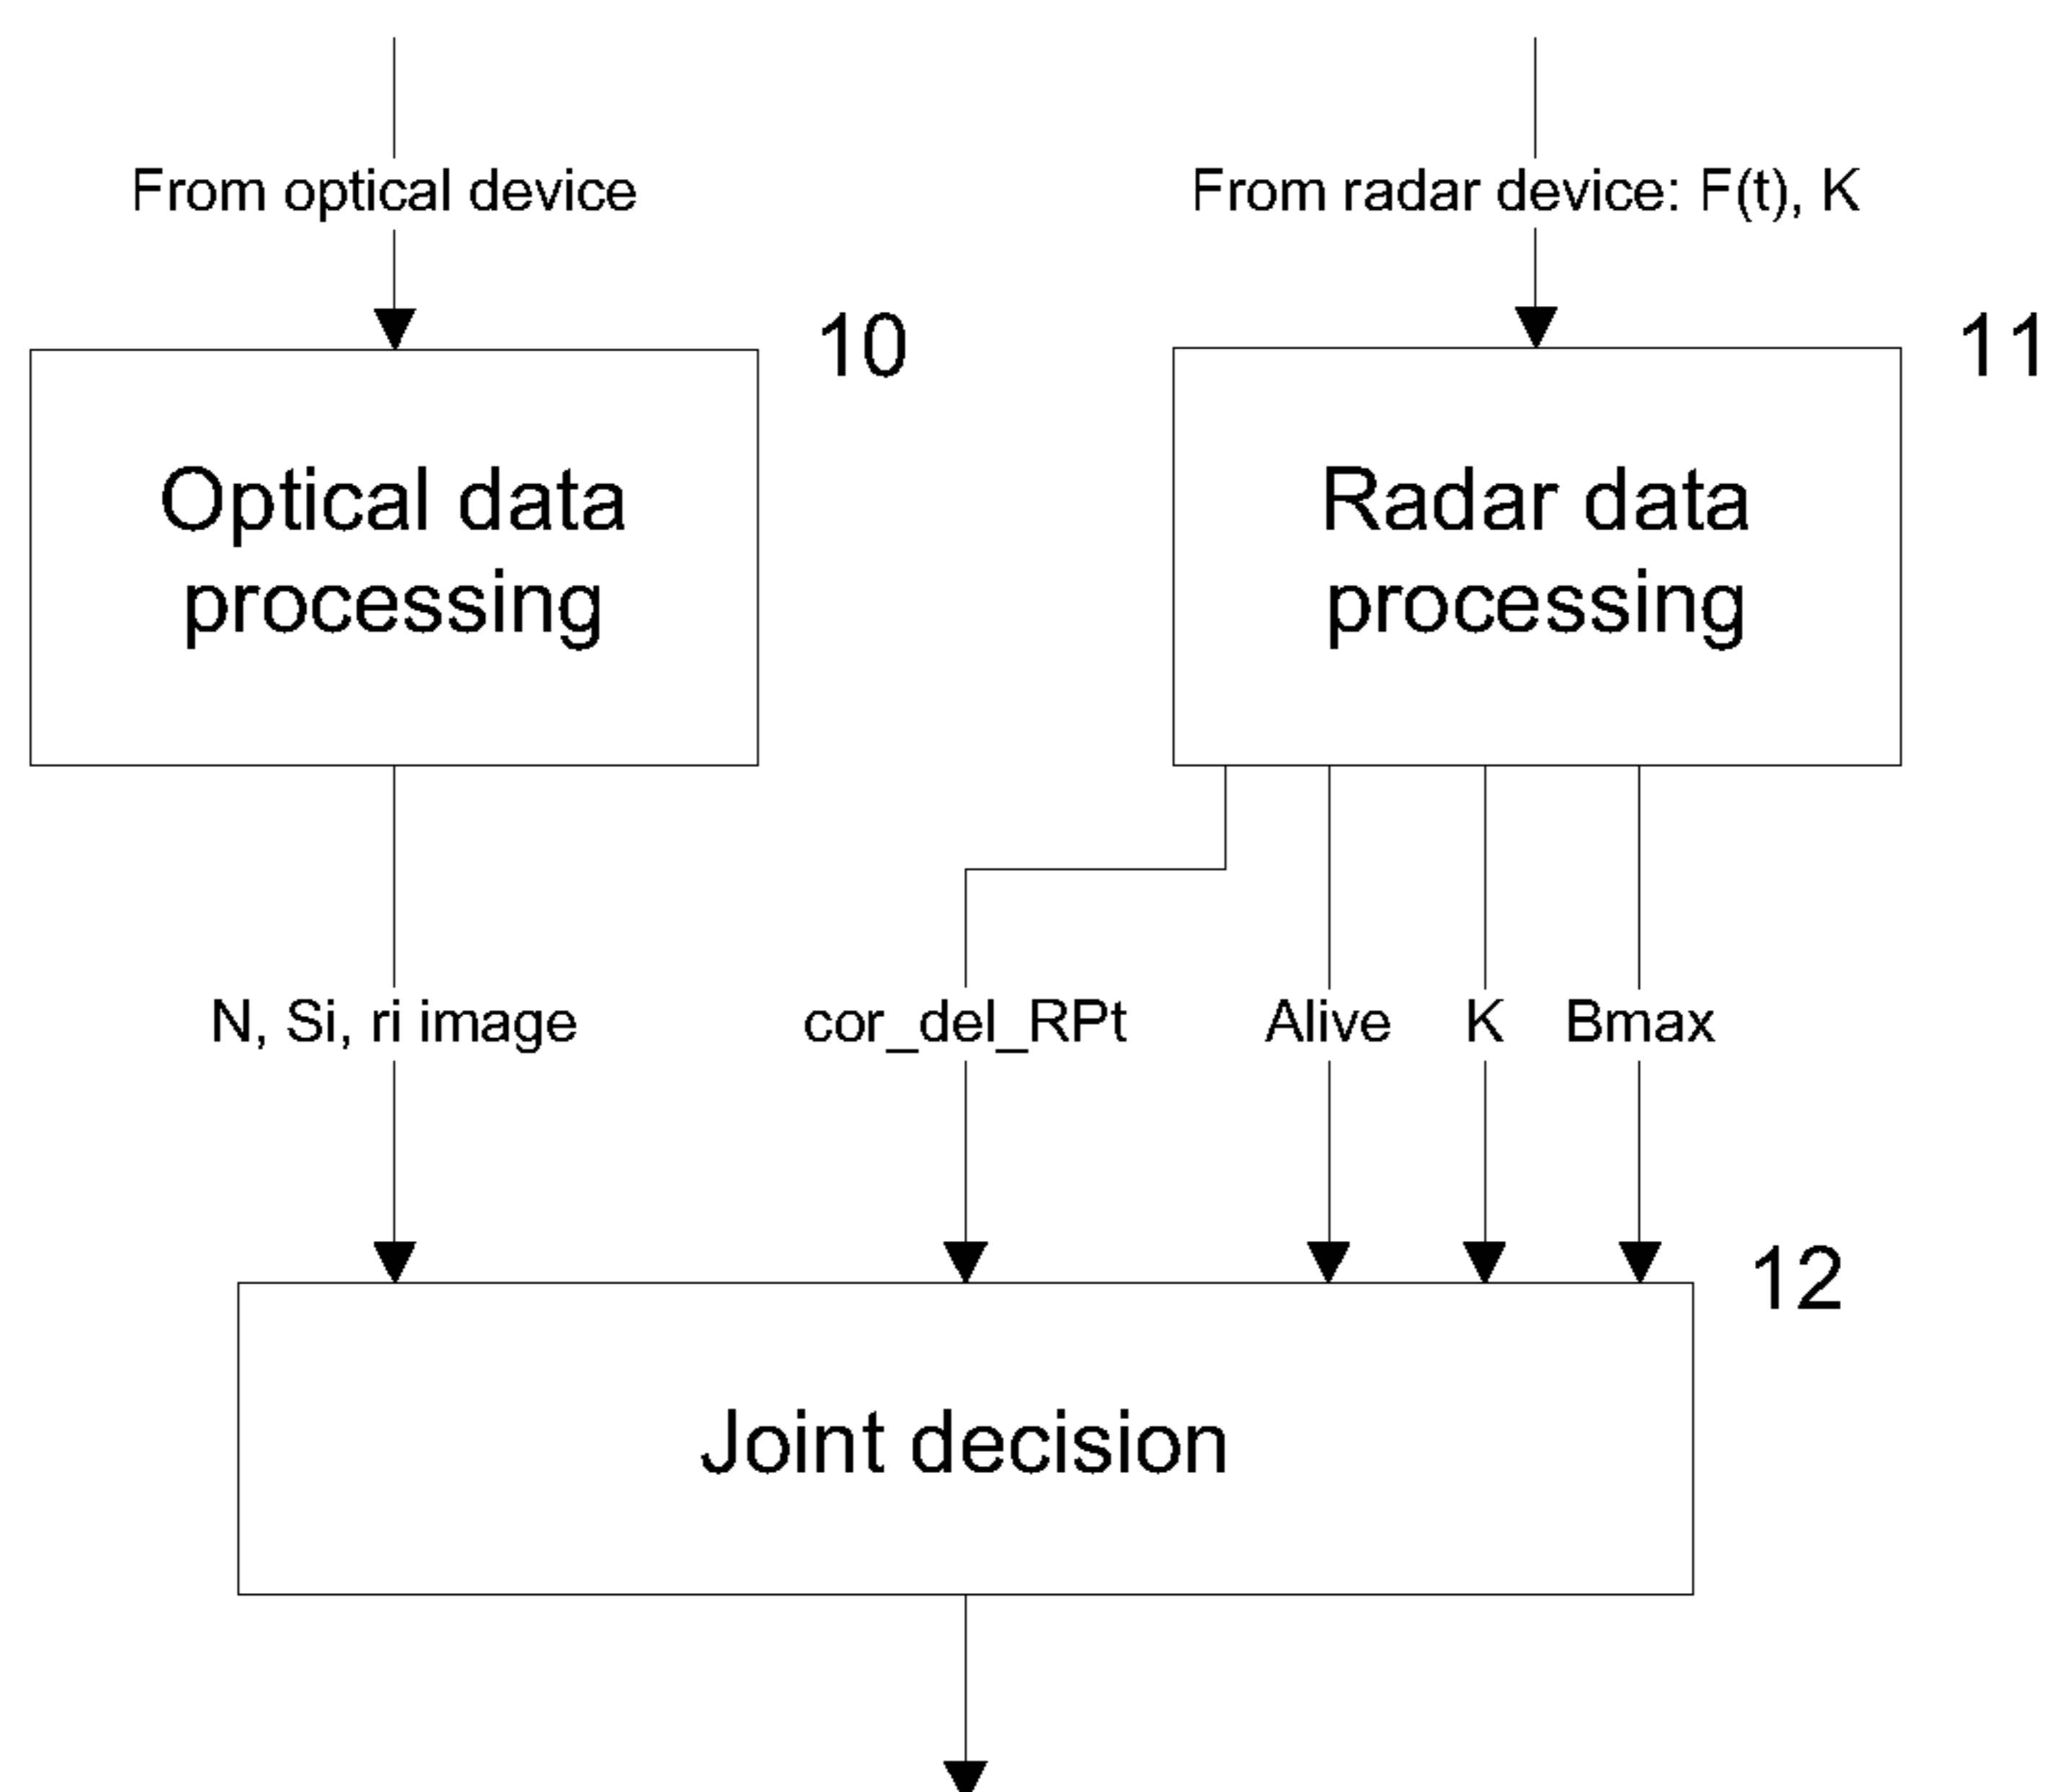 From optical device
From radar device: F(t), K
10
11
Optical data
processing
Radar data
processing
N, Si, ri image
cor_del_RPt
Alive
K
Bmax
12
Joint decision